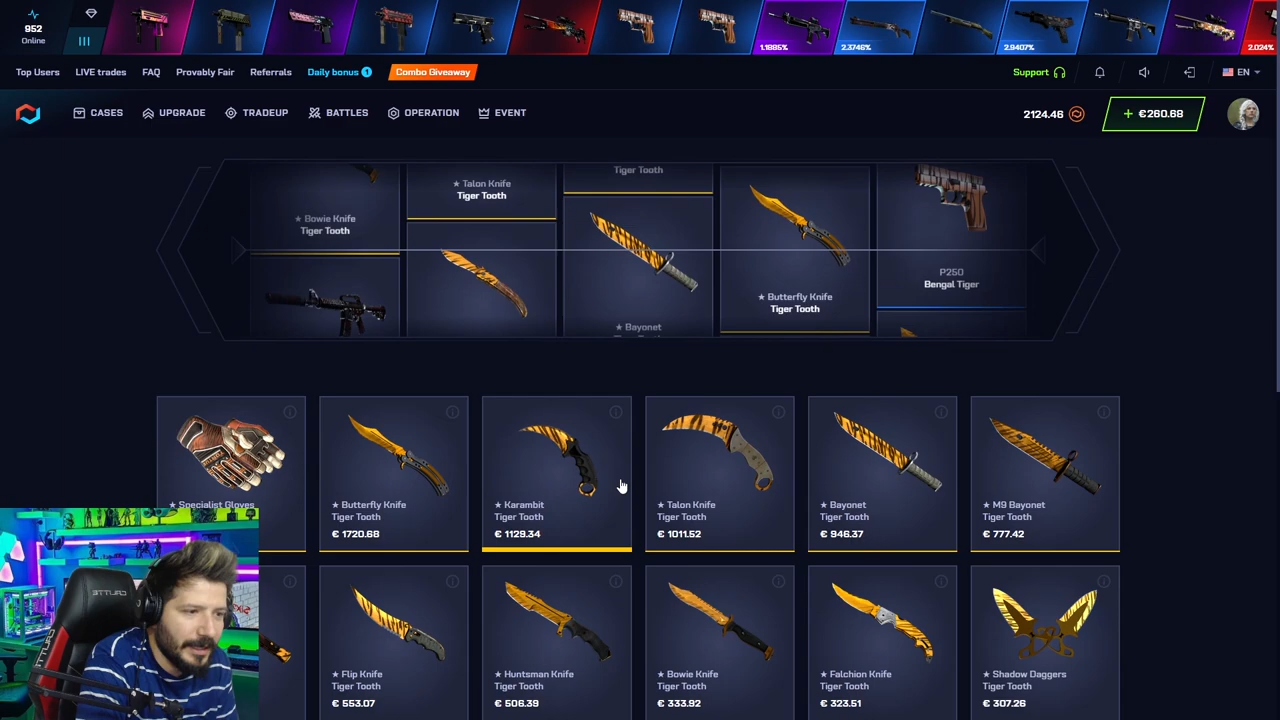 952
Online
1.1885%
2.3746%
2.9407%
2.024%
Top Users
LIVE trades
FAQ
Provably Fair
Referrals
Daily bonus 1
Combo Giveaway
Support
EN
CASES
UPGRADE
TRADEUP
BATTLES
OPERATION
EVENT
2124.46
+ €260.68
★ Bowie Knife
Tiger Tooth
★ Talon Knife
Tiger Tooth
Tiger Tooth
★ Bayonet
★ Butterfly Knife
Tiger Tooth
P250
Bengal Tiger
★ Specialist Gloves
★ Butterfly Knife
Tiger Tooth
€ 1720.68
★ Karambit
Tiger Tooth
€ 1129.34
★ Talon Knife
Tiger Tooth
€ 1011.52
★ Bayonet
Tiger Tooth
€ 946.37
★ M9 Bayonet
Tiger Tooth
€ 777.42
★ Flip Knife
Tiger Tooth
€ 553.07
★ Huntsman Knife
Tiger Tooth
€ 506.39
★ Bowie Knife
Tiger Tooth
€ 333.92
★ Falchion Knife
Tiger Tooth
€ 323.51
★ Shadow Daggers
Tiger Tooth
€ 307.26